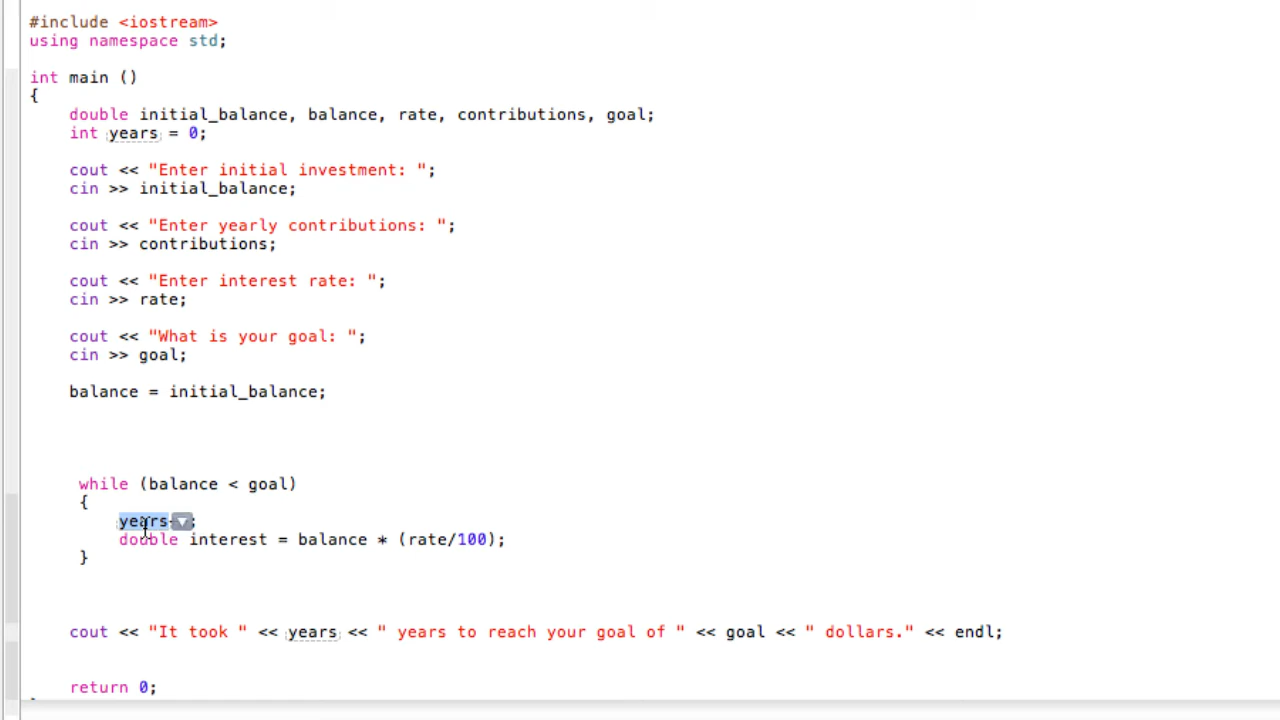 #include <iostream>
using namespace std;
int main ()
{
double initial_balance, balance, rate, contributions, goal;
int years = 0;
cout << "Enter initial investment: ";
cin >> initial_balance;
cout << "Enter yearly contributions: ";
cin >> contributions;
cout << "Enter interest rate: ";
cin >> rate;
cout << "What is your goal: ";
cin >> goal;
balance = initial_balance;
while (balance < goal)
{
years ;
double interest = balance * (rate/100);
}
cout << "It took " << years << " years to reach your goal of " << goal << " dollars." << endl;
return 0;